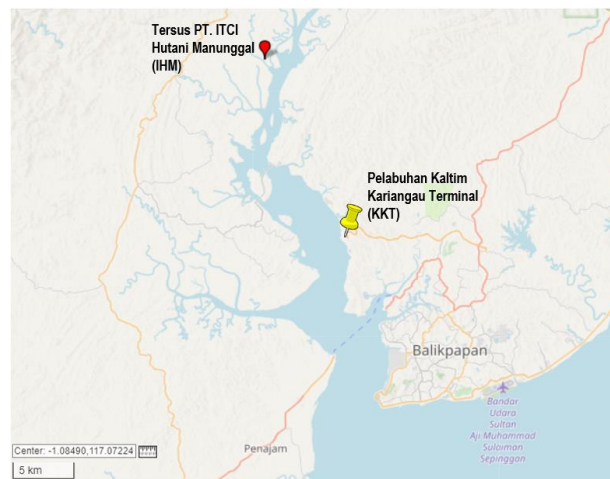 Tersus PT. ITCI
Hutani Manunggal
(IHM)
Pelabuhan Kaltim
Kariangau Terminal
(KKT)
Balikpapan
Bandar
Udara
Sultan
Aji Muhammad
Sulaiman
Sepinggan
Penajam
Center: -1.08490,117.07224
5 km